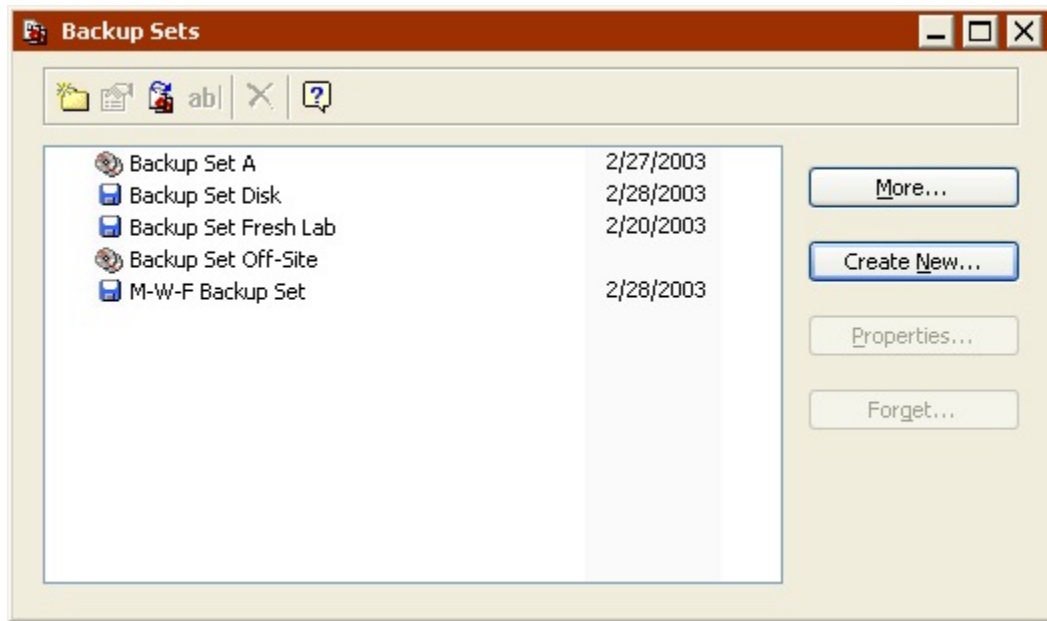 Backup Sets
ab|
Backup Set A 2/27/2003
Backup Set Disk 2/28/2003
Backup Set Fresh Lab 2/20/2003
Backup Set Off-Site
M-W-F Backup Set 2/28/2003
More...
Create New...
Properties...
Forget...